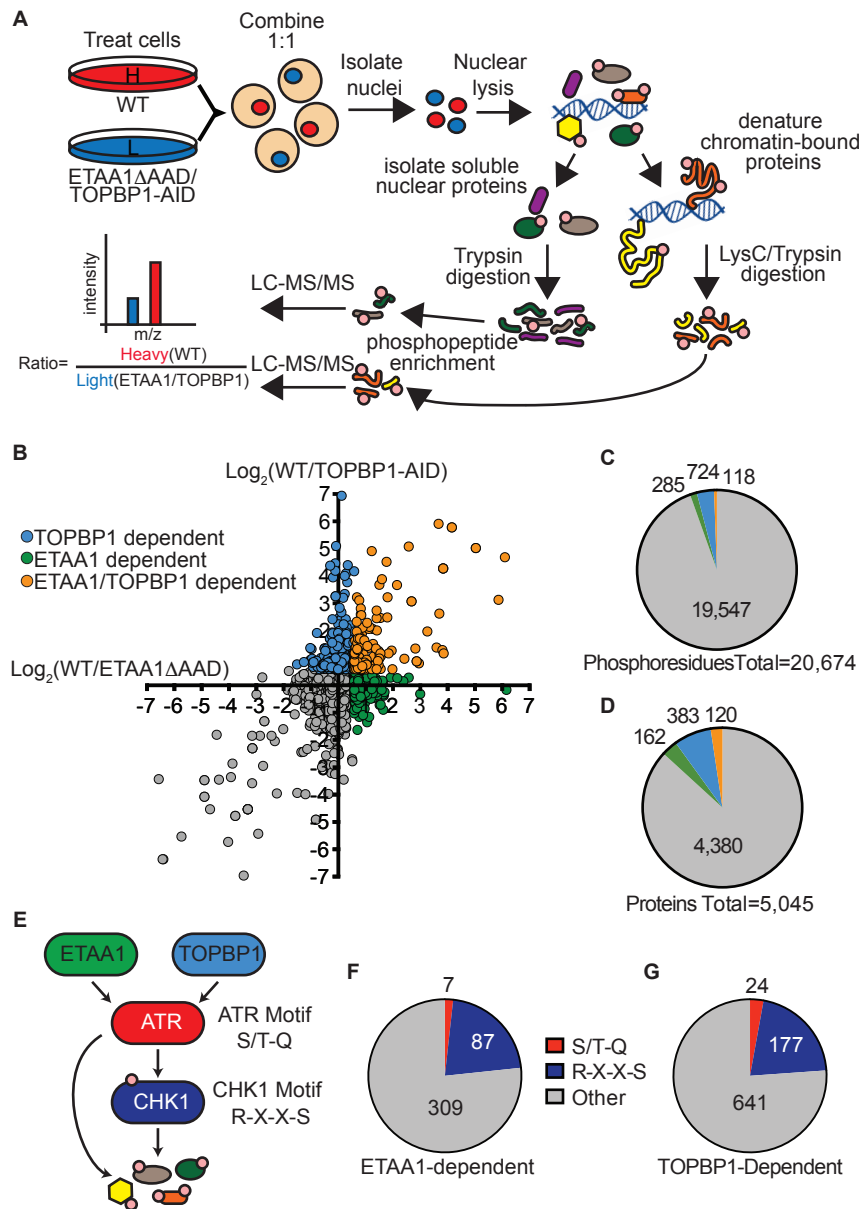 A
Treat cells
H
WT
L
ETAA1ΔAAD/
TOPBP1-AID
Combine
1:1
Isolate
nuclei
Nuclear
lysis
isolate soluble
nuclear proteins
denature
chromatin-bound
proteins
Trypsin
digestion
LysC/Trypsin
digestion
LC-MS/MS
phosphopeptide
enrichment
LC-MS/MS
intensity
m/z
Ratio=
Heavy(WT)
Light(ETAA1/TOPBP1)
B
Log2(WT/TOPBP1-AID)
TOPBP1 dependent
ETAA1 dependent
ETAA1/TOPBP1 dependent
Log2(WT/ETAA1ΔAAD)
7
6
5
4
3
2
1
-7 -6 -5 -4 -3 -2 -1 1 2 3 4 5 6 7
-1
-2
-3
-4
-5
-6
-7
C
285 724 118
19,547
PhosphoresiduesTotal=20,674
D
162 383 120
4,380
Proteins Total=5,045
E
ETAA1
TOPBP1
ATR
ATR Motif
S/T-Q
CHK1
CHK1 Motif
R-X-X-S
F
7
87
309
ETAA1-dependent
S/T-Q
R-X-X-S
Other
G
24
177
641
TOPBP1-Dependent